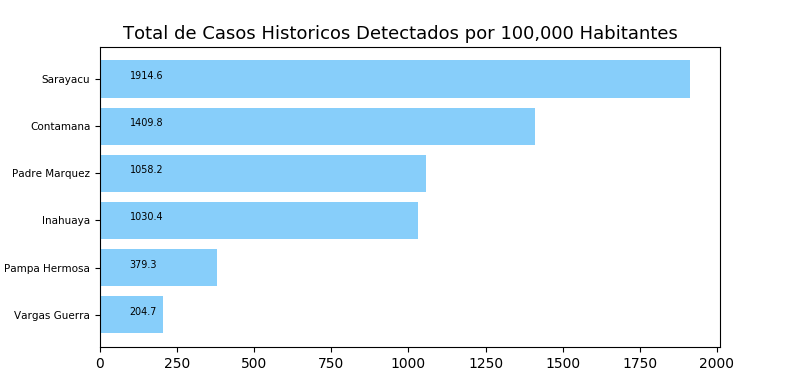 Total de Casos Historicos Detectados por 100,000 Habitantes
Sarayacu 1914.6
Contamana 1409.8
Padre Marquez 1058.2
Inahuaya 1030.4
Pampa Hermosa 379.3
Vargas Guerra 204.7
0 250 500 750 1000 1250 1500 1750 2000